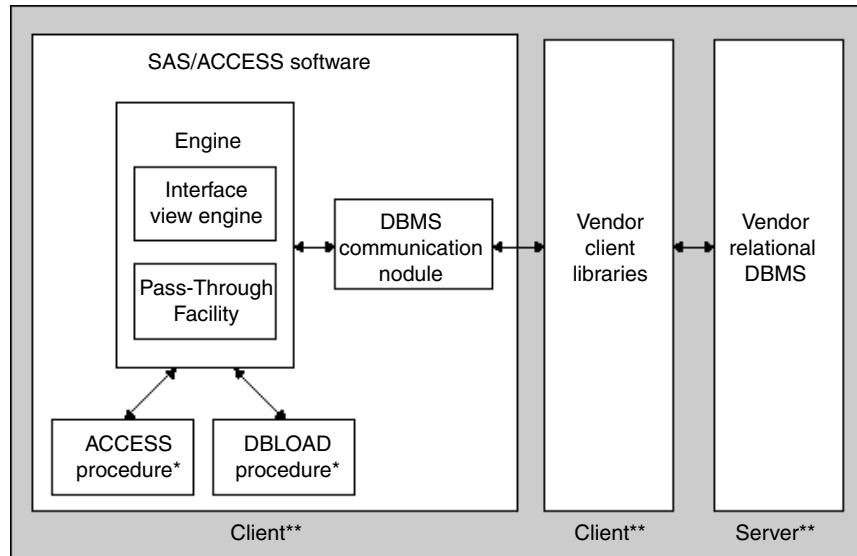 SAS/ACCESS software
Engine
Interface
view engine
Pass-Through
Facility
DBMS
communication
nodule
ACCESS
procedure*
DBLOAD
procedure*
Vendor
client
libraries
Vendor
relational
DBMS
Client**
Client**
Server**